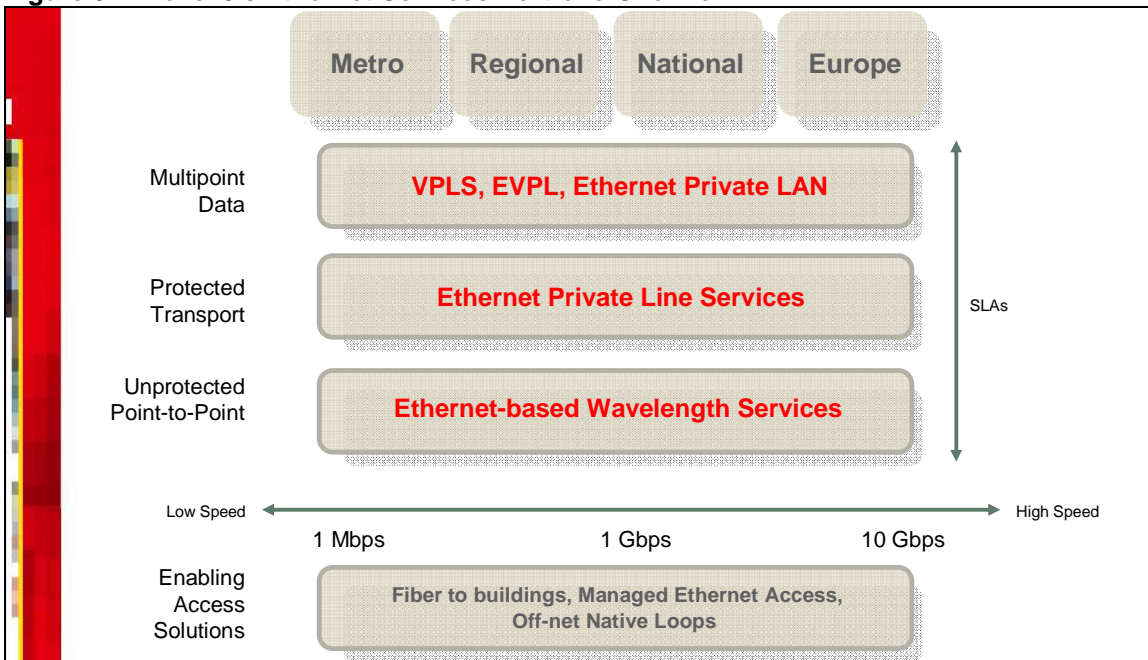 Metro Regional National Europe
Multipoint
Data
VPLS, EVPL, Ethernet Private LAN
Protected
Transport
Ethernet Private Line Services
SLAs
Unprotected
Point-to-Point
Ethernet-based Wavelength Services
Low Speed High Speed
1 Mbps 1 Gbps 10 Gbps
Enabling
Access
Solutions
Fiber to buildings, Managed Ethernet Access,
Off-net Native Loops